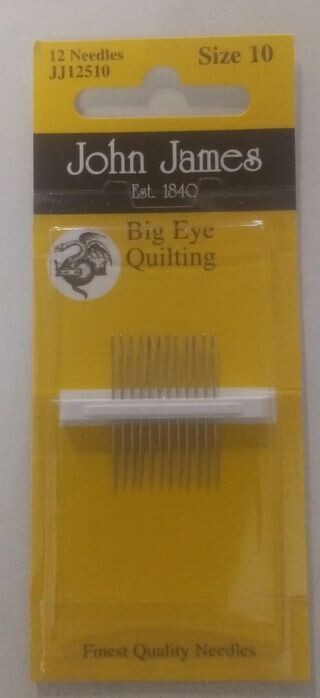 12 Needles
JJ12510
Size 10
John James
Est. 1840
Big Eye
Quilting
Finest Quality Needles